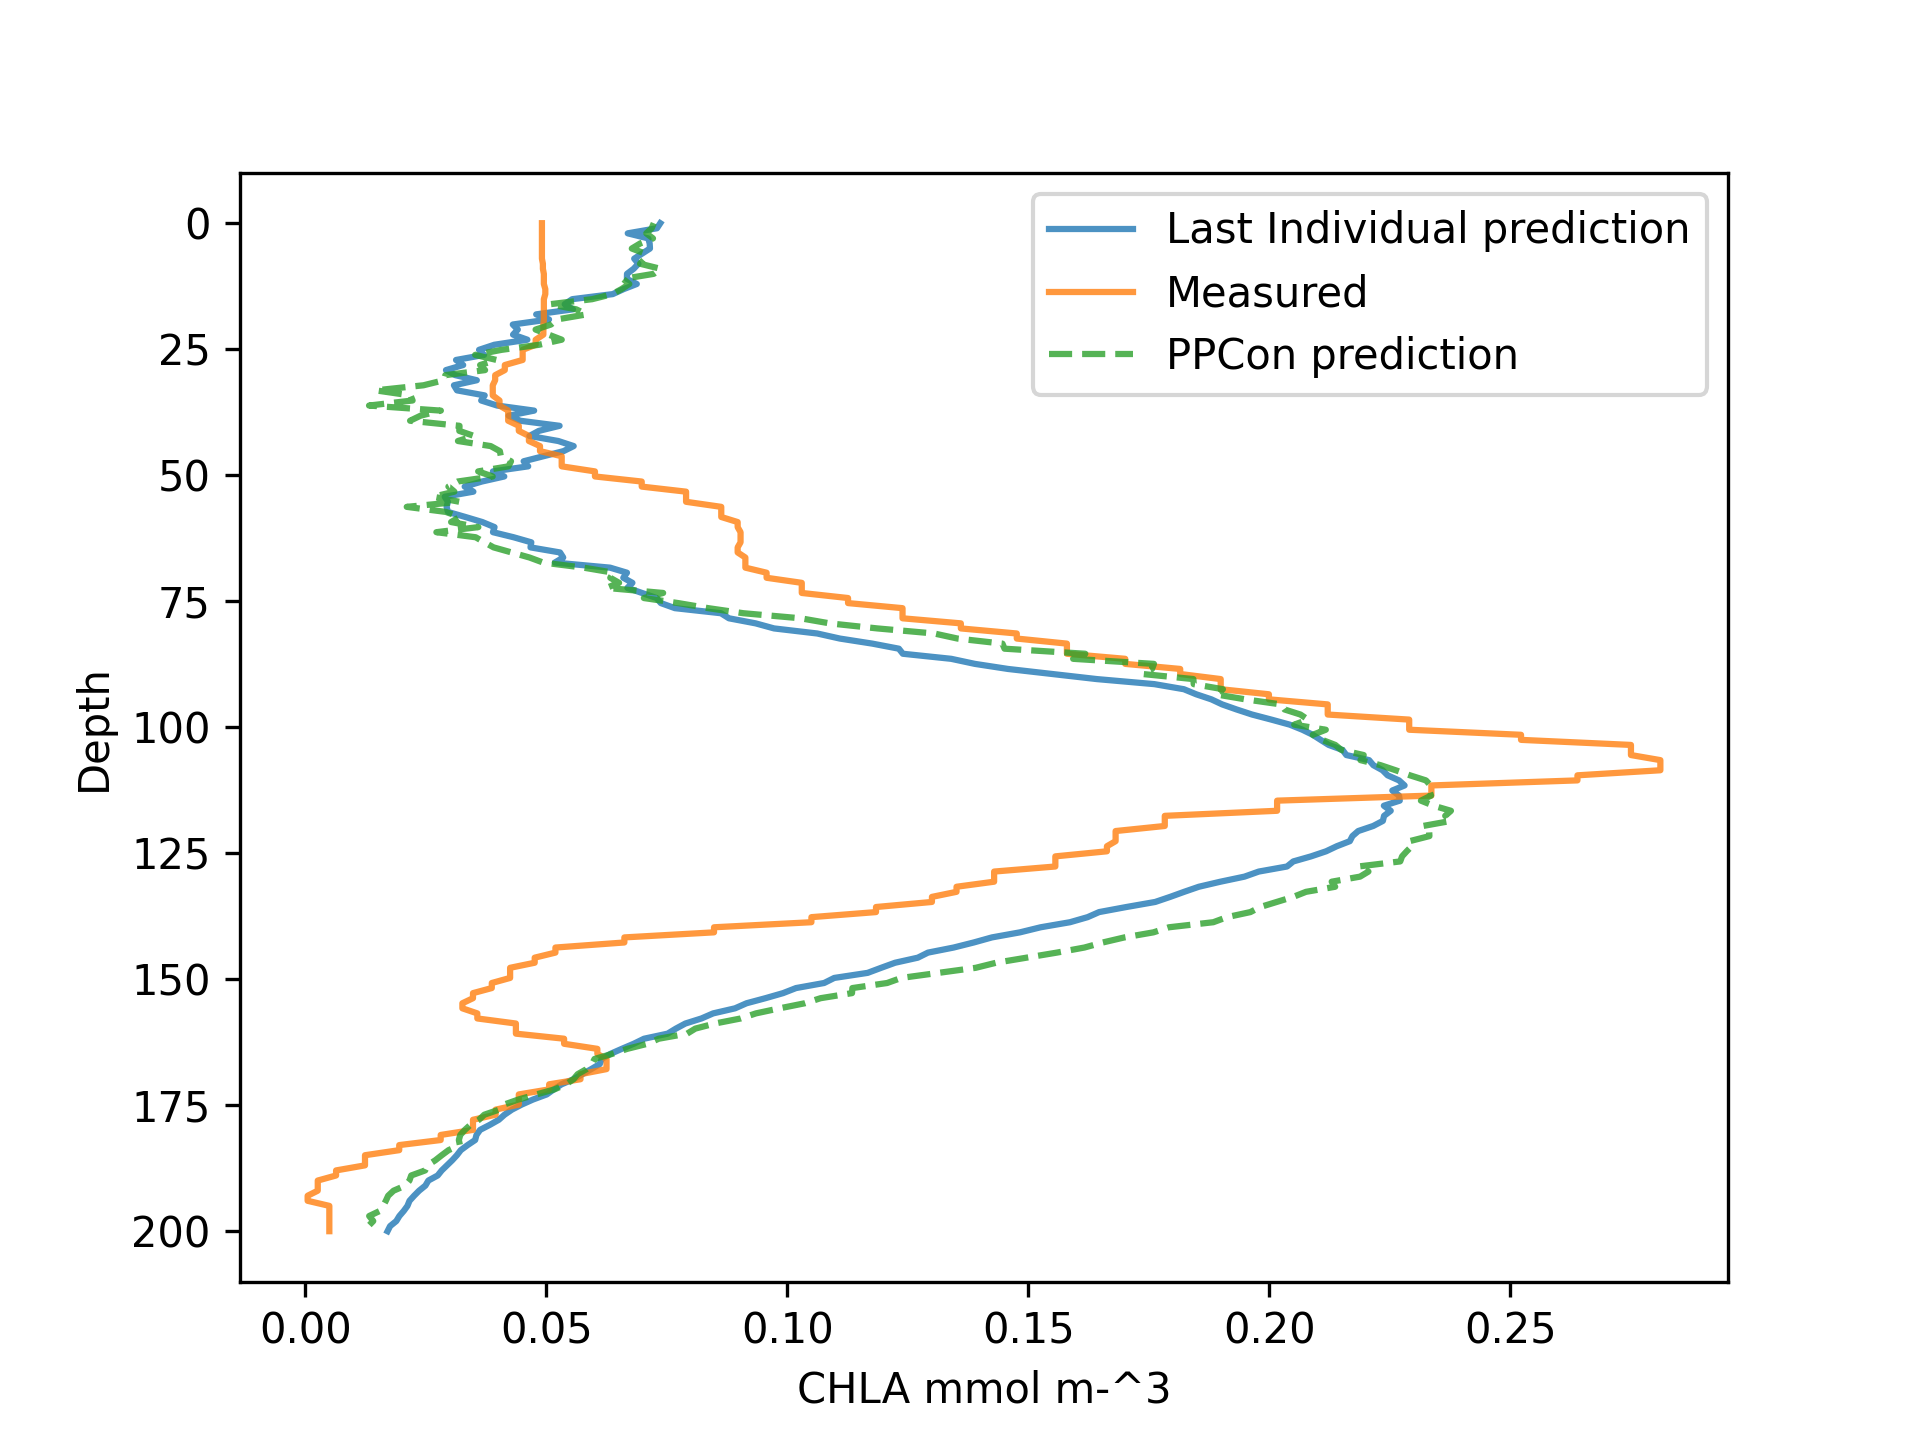 Last Individual prediction
Measured
PPCon prediction
0
25
50
75
100
125
150
175
200
Depth
0.00 0.05 0.10 0.15 0.20 0.25
CHLA mmol m-^3